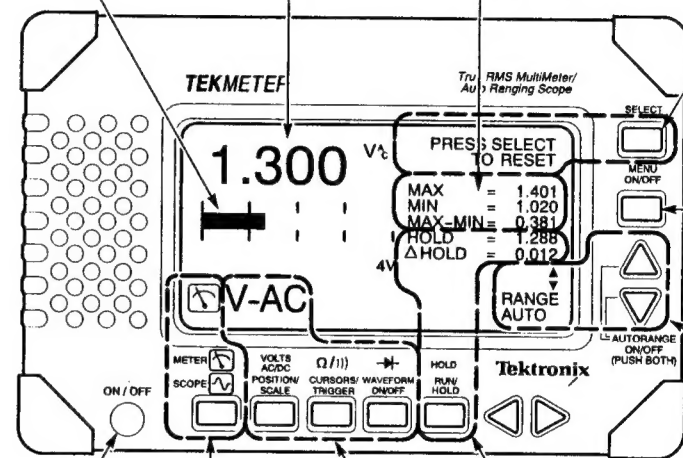 TEKMETER
True RMS MultiMeter/
Auto Ranging Scope
SELECT
1.300 V
PRESS SELECT
TO RESET
MENU
ON/OFF
MAX = 1.401
MIN = 1.020
MAX-MIN = 0.381
HOLD = 1.288
ΔHOLD = 0.012
4V
V-AC
RANGE
AUTO
AUTORANGE
ON/OFF
(PUSH BOTH)
METER
SCOPE
VOLTS
AC/DC
POSITION/
SCALE
Ω/)))
CURSORS/
TRIGGER
WAVEFORM
ON/OFF
HOLD
RUN/
HOLD
Tektronix
ON / OFF